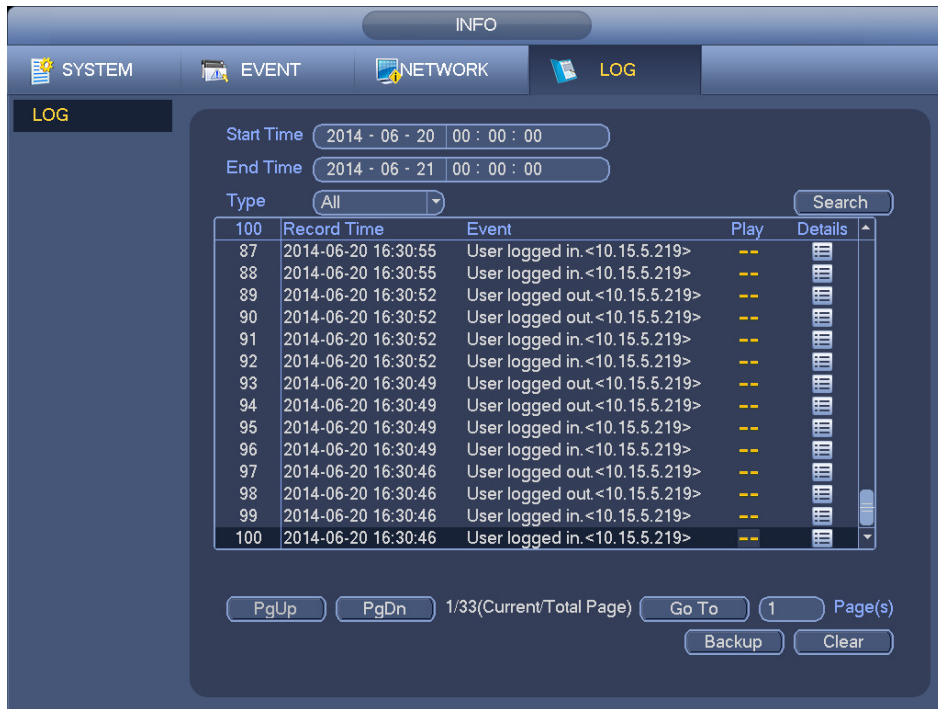 INFO
SYSTEM EVENT NETWORK LOG
LOG
Start Time 2014 - 06 - 20 00 : 00 : 00
End Time 2014 - 06 - 21 00 : 00 : 00
Type All Search
100 Record Time Event Play Details
87 2014-06-20 16:30:55 User logged in.<10.15.5.219> --
88 2014-06-20 16:30:55 User logged in.<10.15.5.219> --
89 2014-06-20 16:30:52 User logged out.<10.15.5.219> --
90 2014-06-20 16:30:52 User logged out.<10.15.5.219> --
91 2014-06-20 16:30:52 User logged in.<10.15.5.219> --
92 2014-06-20 16:30:52 User logged in.<10.15.5.219> --
93 2014-06-20 16:30:49 User logged out.<10.15.5.219> --
94 2014-06-20 16:30:49 User logged out.<10.15.5.219> --
95 2014-06-20 16:30:49 User logged in.<10.15.5.219> --
96 2014-06-20 16:30:49 User logged in.<10.15.5.219> --
97 2014-06-20 16:30:46 User logged out.<10.15.5.219> --
98 2014-06-20 16:30:46 User logged out.<10.15.5.219> --
99 2014-06-20 16:30:46 User logged in.<10.15.5.219> --
100 2014-06-20 16:30:46 User logged in.<10.15.5.219> --
PgUp PgDn 1/33(Current/Total Page) Go To 1 Page(s)
Backup Clear